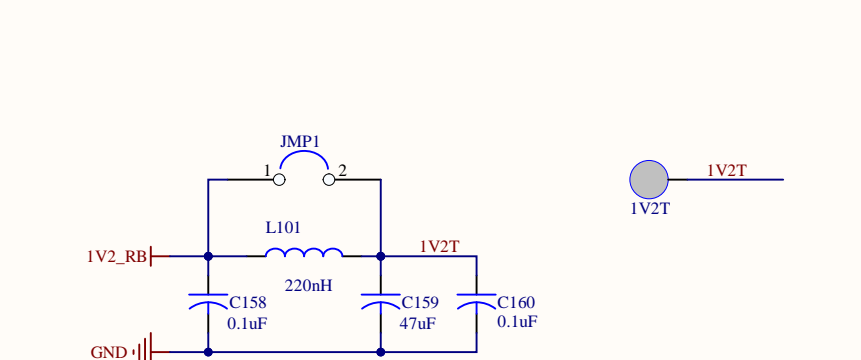 JMP1
1 2
1V2T
1V2T
L101
1V2_RB
1V2T
220nH
C158
0.1uF
C159
47uF
C160
0.1uF
GND